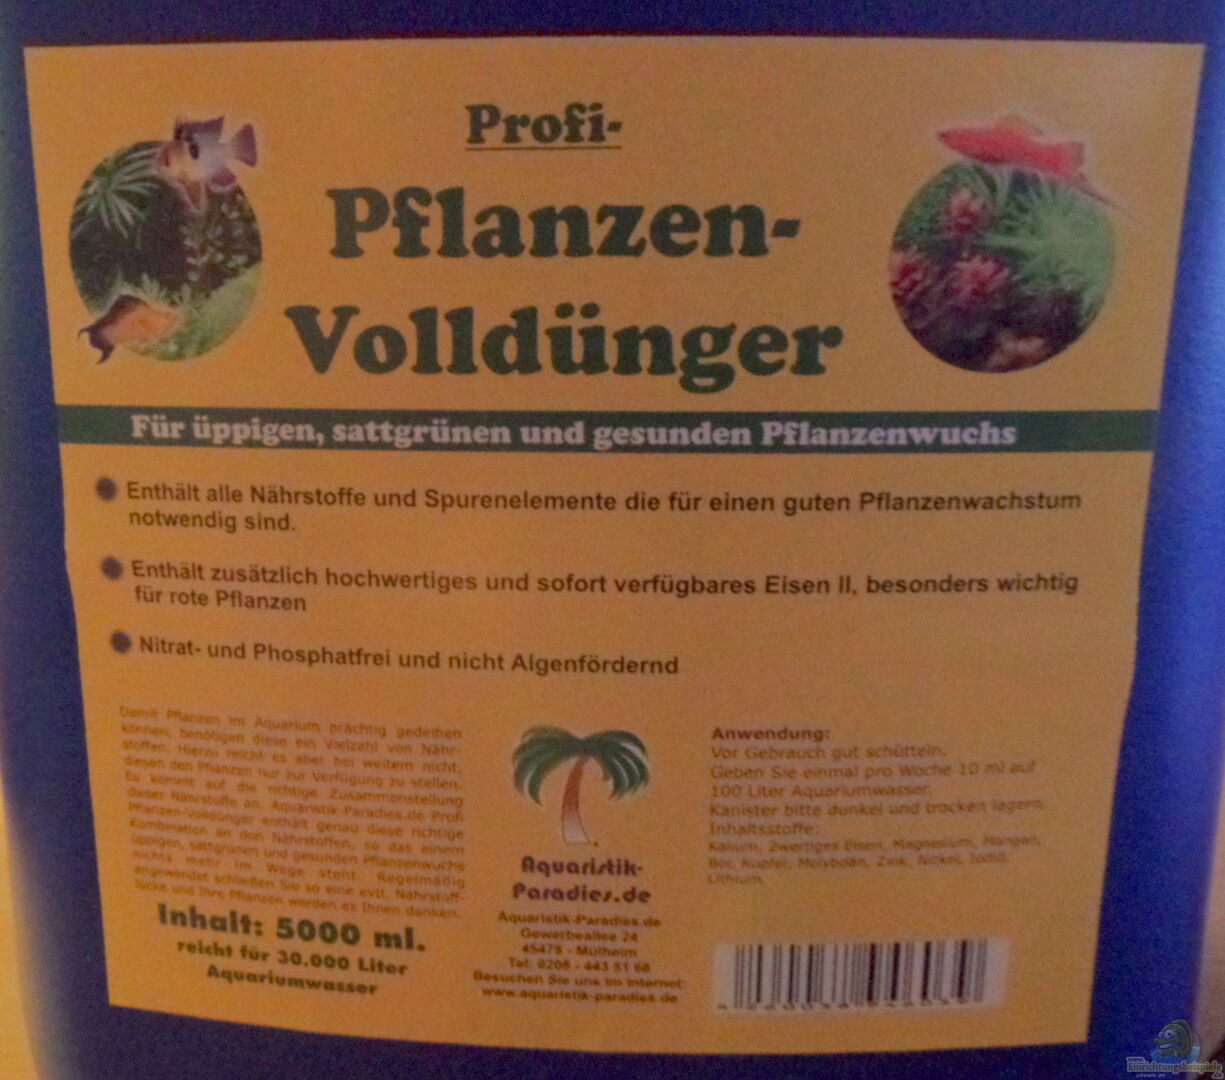 Profi-
Pflanzen-
Volldünger
Für üppigen, sattgrünen und gesunden Pflanzenwuchs
Enthält alle Nährstoffe und Spurenelemente die für einen guten Pflanzenwachstum
notwendig sind.
Enthält zusätzlich hochwertiges und sofort verfügbares Eisen II, besonders wichtig
für rote Pflanzen
Nitrat- und Phosphatfrei und nicht Algenfördernd
Damit Pflanzen im Aquarium prächtig gedeihen
können, benötigen diese ein Vielzahl von Nähr-
stoffen. Hierzu reicht es aber bei weitem nicht,
diesen den Pflanzen nur zur Verfügung zu stellen.
Es kommt auf die richtige Zusammenstellung
dieser Nährstoffe an. Aquaristik-Paradies.de Profi
Pflanzen-Volldünger enthält genau diese richtige
Kombination an den Nährstoffen, so das einem
üppigen, sattgrünen und gesunden Pflanzenwuchs
nichts mehr im Wege steht. Regelmäßig
angewendet schließen Sie so eine evtl. Nährstoff-
lücke und Ihre Pflanzen werden es Ihnen danken.
Inhalt: 5000 ml.
reicht für 30.000 Liter
Aquariumwasser
Aquaristik-
Paradies.de
Aquaristik-Paradies.de
Gewerbeallee 24
45478 - Mülheim
Tel: 0208 - 443 51 68
Besuchen Sie uns im Internet:
www.aquaristik-paradies.de
Anwendung:
Vor Gebrauch gut schütteln.
Geben Sie einmal pro Woche 10 ml auf
100 Liter Aquariumwasser.
Kanister bitte dunkel und trocken lagern.
Inhaltsstoffe:
Kalium, Zwertiges Eisen, Magnesium, Mangan,
Bor, Kupfer, Molybdän, Zink, Nickel, Jodid,
Lithium.
www.
Einrichtungsbeispiele